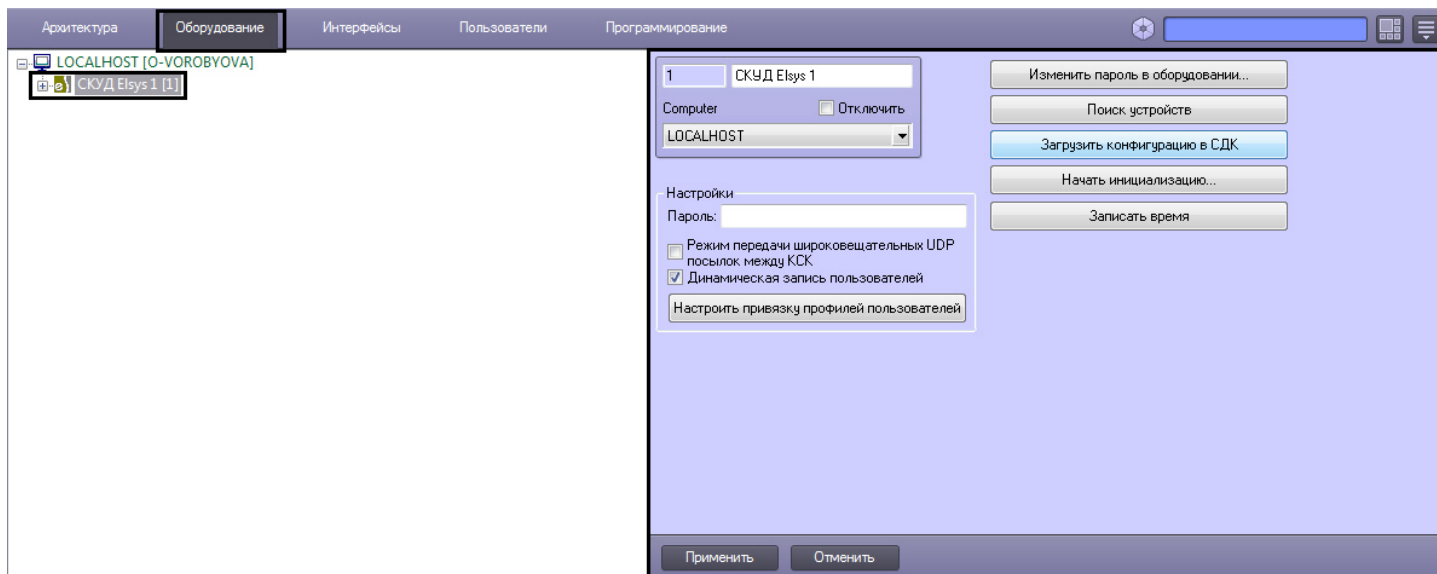 Архитектура Оборудование Интерфейсы Пользователи Программирование
LOCALHOST [O-VOROBYOVA]
СКУД Elsys 1 [1]
1 СКУД Elsys 1
Computer Отключить
LOCALHOST
Настройки
Пароль:
Режим передачи широковещательных UDP
посылок между КСК
Динамическая запись пользователей
Настроить привязку профилей пользователей
Изменить пароль в оборудовании...
Поиск устройств
Загрузить конфигурацию в СДК
Начать инициализацию...
Записать время
Применить Отменить